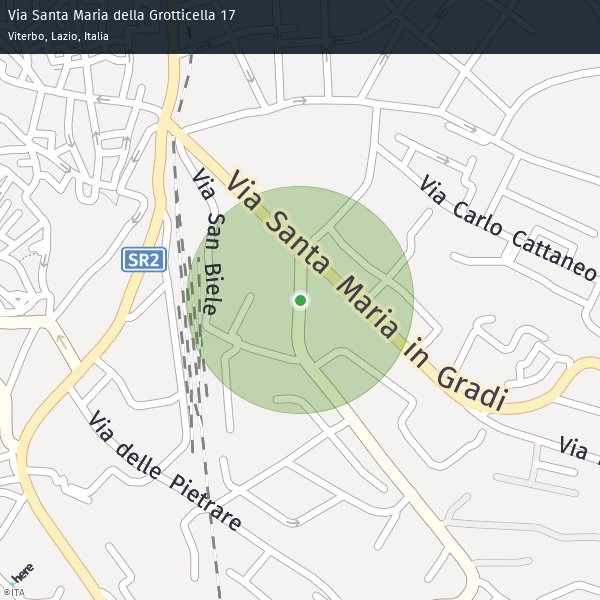 Via Santa Maria della Grotticella 17
Viterbo, Lazio, Italia
Via Santa Maria in Gradi
Via San Biele
Via Carlo Cattaneo
SR2
Via delle Pietrare
Via
here
©ITA